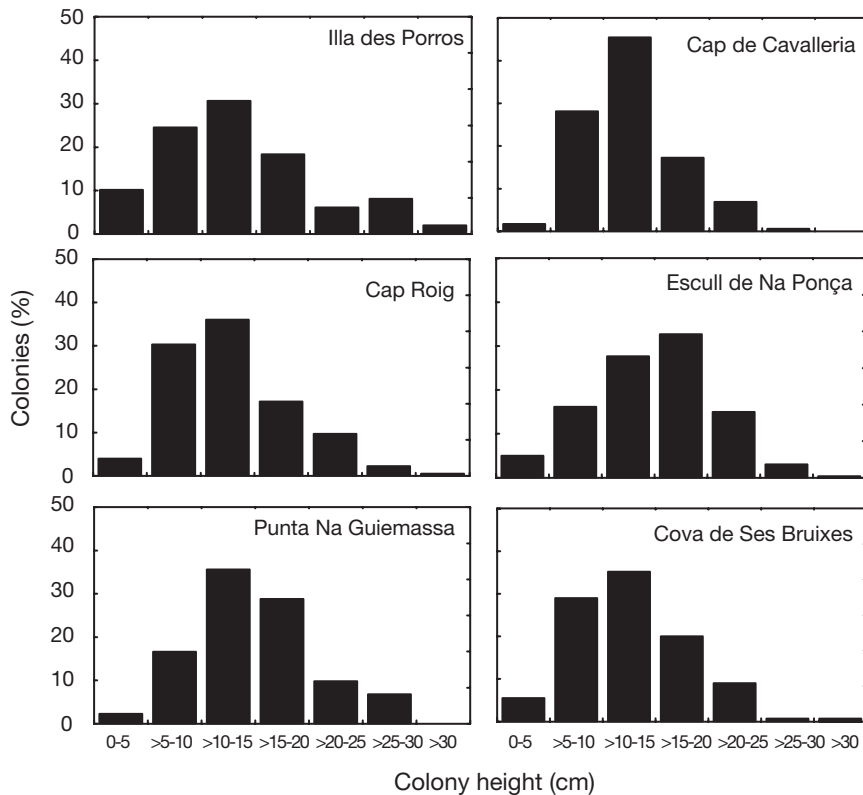 50
40
30
20
10
0
Illa des Porros
Cap de Cavalleria
50
40
30
20
10
0
Cap Roig
Escull de Na Ponça
50
40
30
20
10
0
Punta Na Guiemassa
Cova de Ses Bruixes
Colonies (%)
0-5 >5-10 >10-15 >15-20 >20-25 >25-30 >30
0-5 >5-10 >10-15 >15-20 >20-25 >25-30 >30
Colony height (cm)